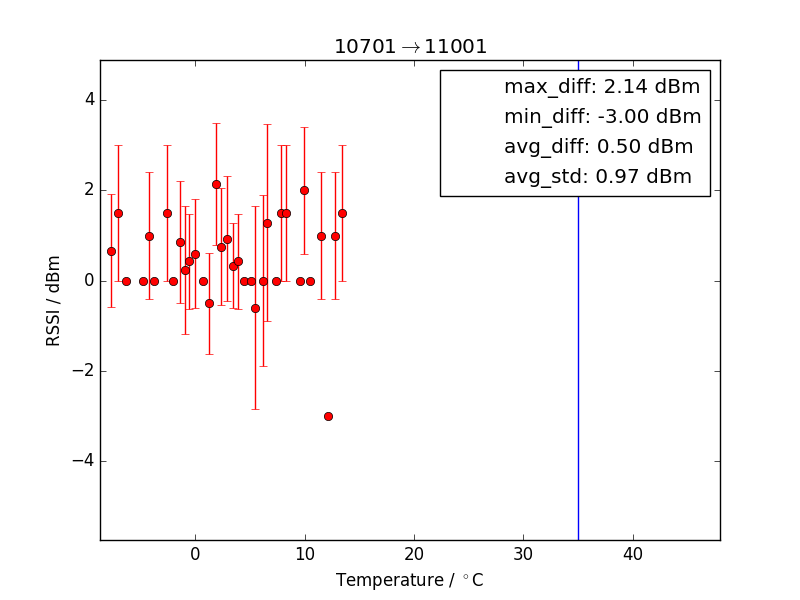 10701→11001
max_diff: 2.14 dBm
min_diff: -3.00 dBm
avg_diff: 0.50 dBm
avg_std: 0.97 dBm
4
2
0
−2
−4
RSSI / dBm
0 10 20 30 40
Temperature / °C